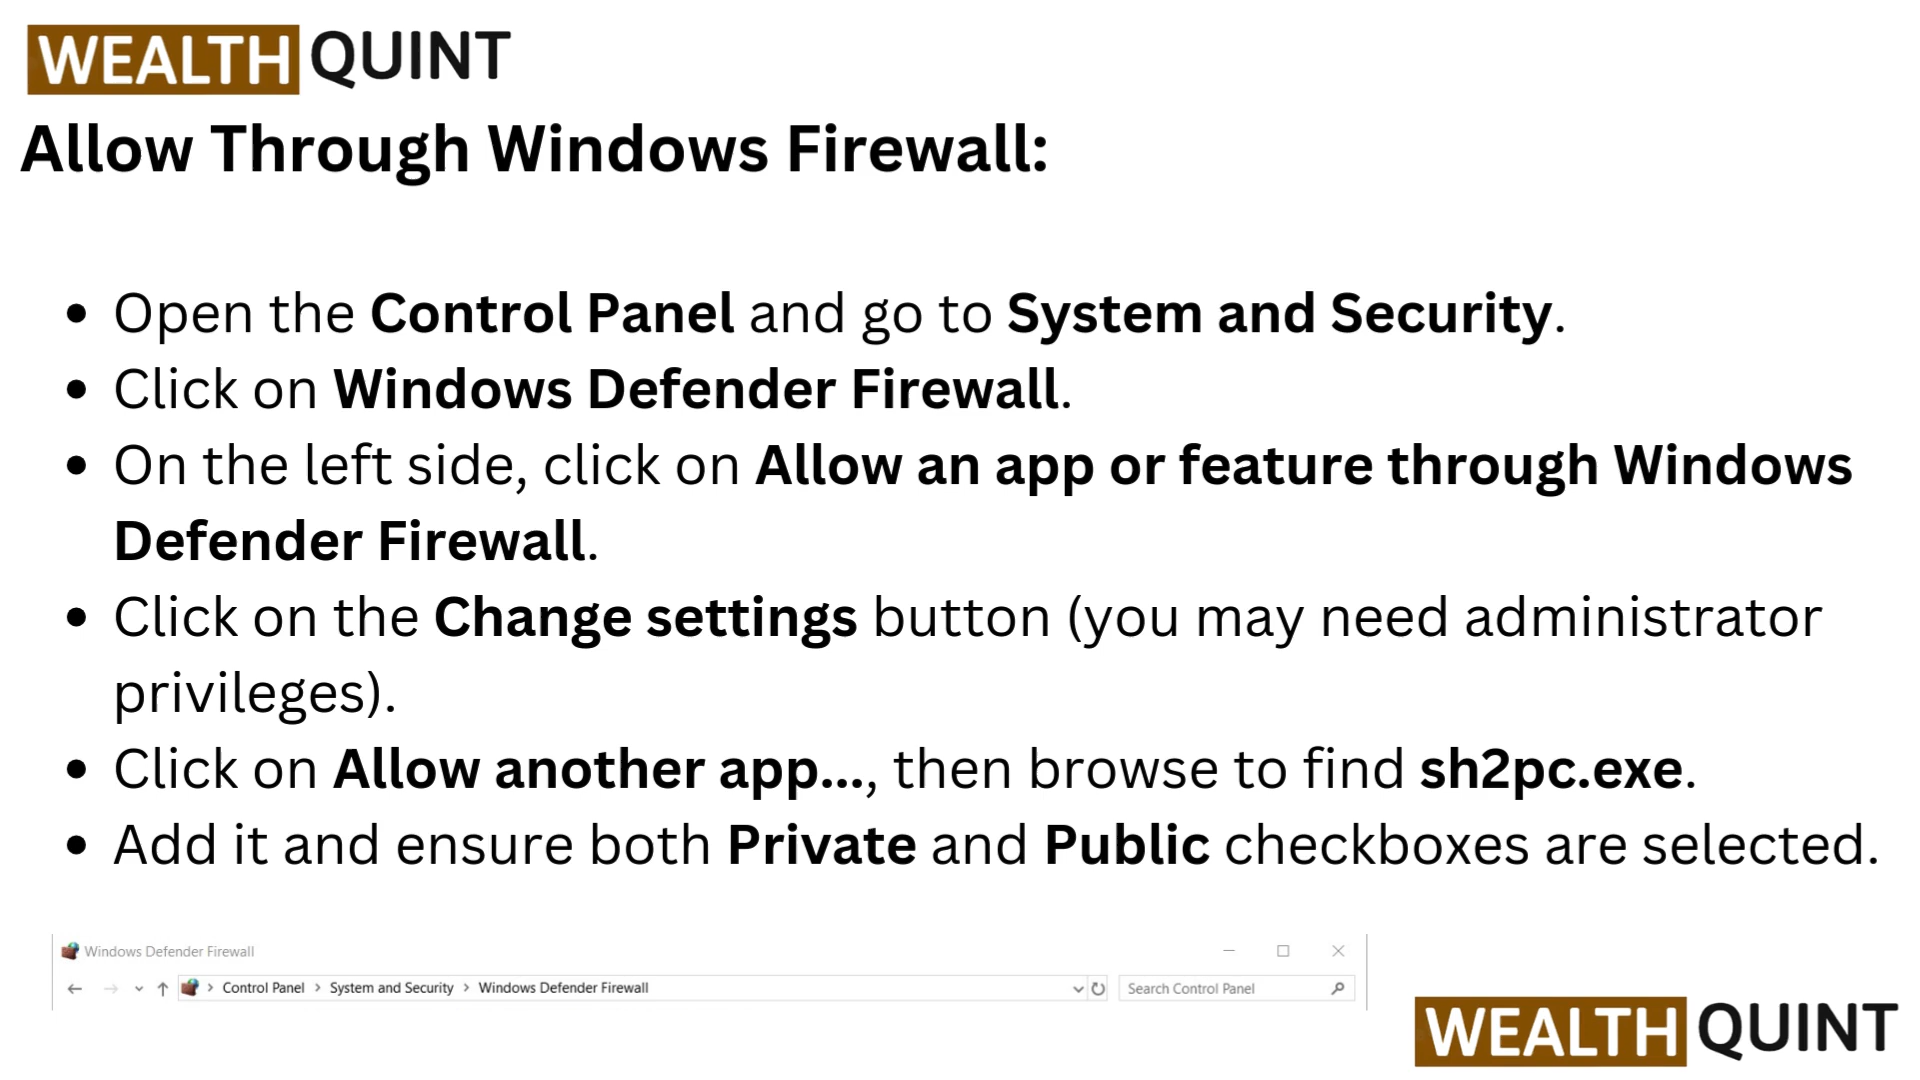 WEALTH QUINT
Allow Through Windows Firewall:
• Open the Control Panel and go to System and Security.
• Click on Windows Defender Firewall.
• On the left side, click on Allow an app or feature through Windows
Defender Firewall.
• Click on the Change settings button (you may need administrator
privileges).
• Click on Allow another app..., then browse to find sh2pc.exe.
• Add it and ensure both Private and Public checkboxes are selected.
Windows Defender Firewall
Control Panel > System and Security > Windows Defender Firewall
Search Control Panel
WEALTH QUINT